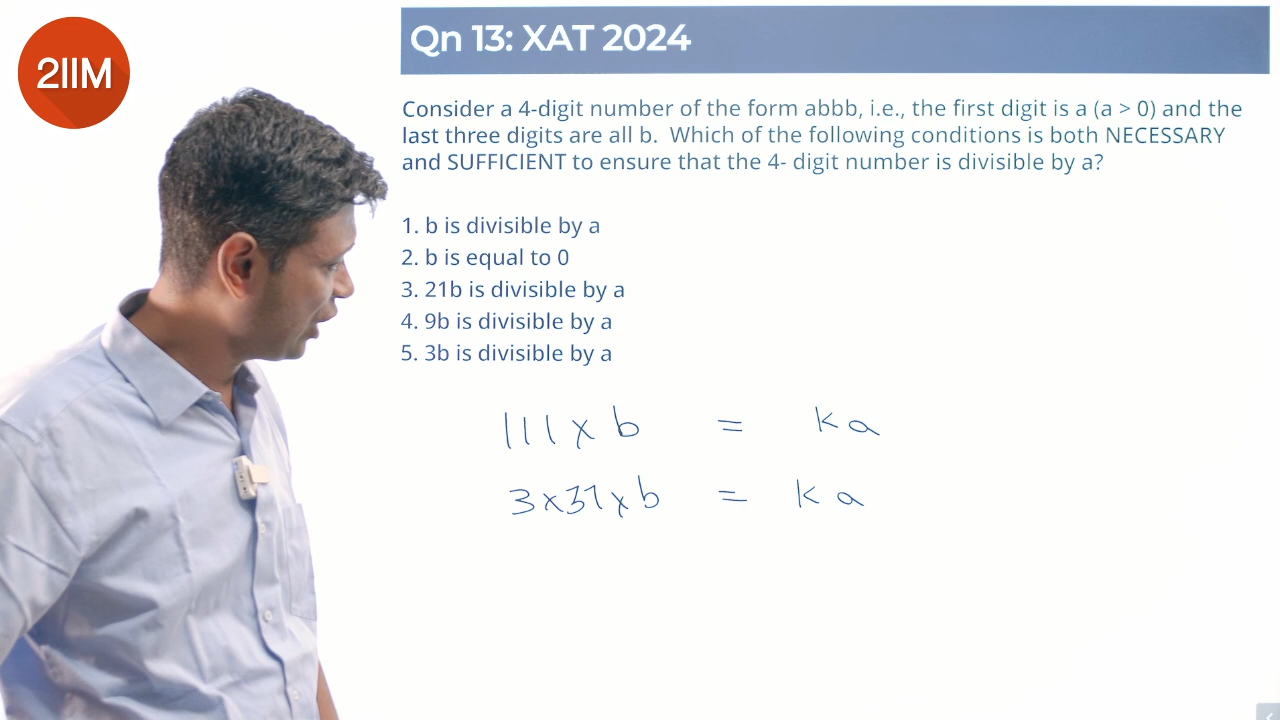 2IIM
Qn 13: XAT 2024
Consider a 4-digit number of the form abbb, i.e., the first digit is a (a > 0) and the
last three digits are all b. Which of the following conditions is both NECESSARY
and SUFFICIENT to ensure that the 4- digit number is divisible by a?
1. b is divisible by a
2. b is equal to 0
3. 21b is divisible by a
4. 9b is divisible by a
5. 3b is divisible by a
111 x b = ka
3 x 37 x b = ka